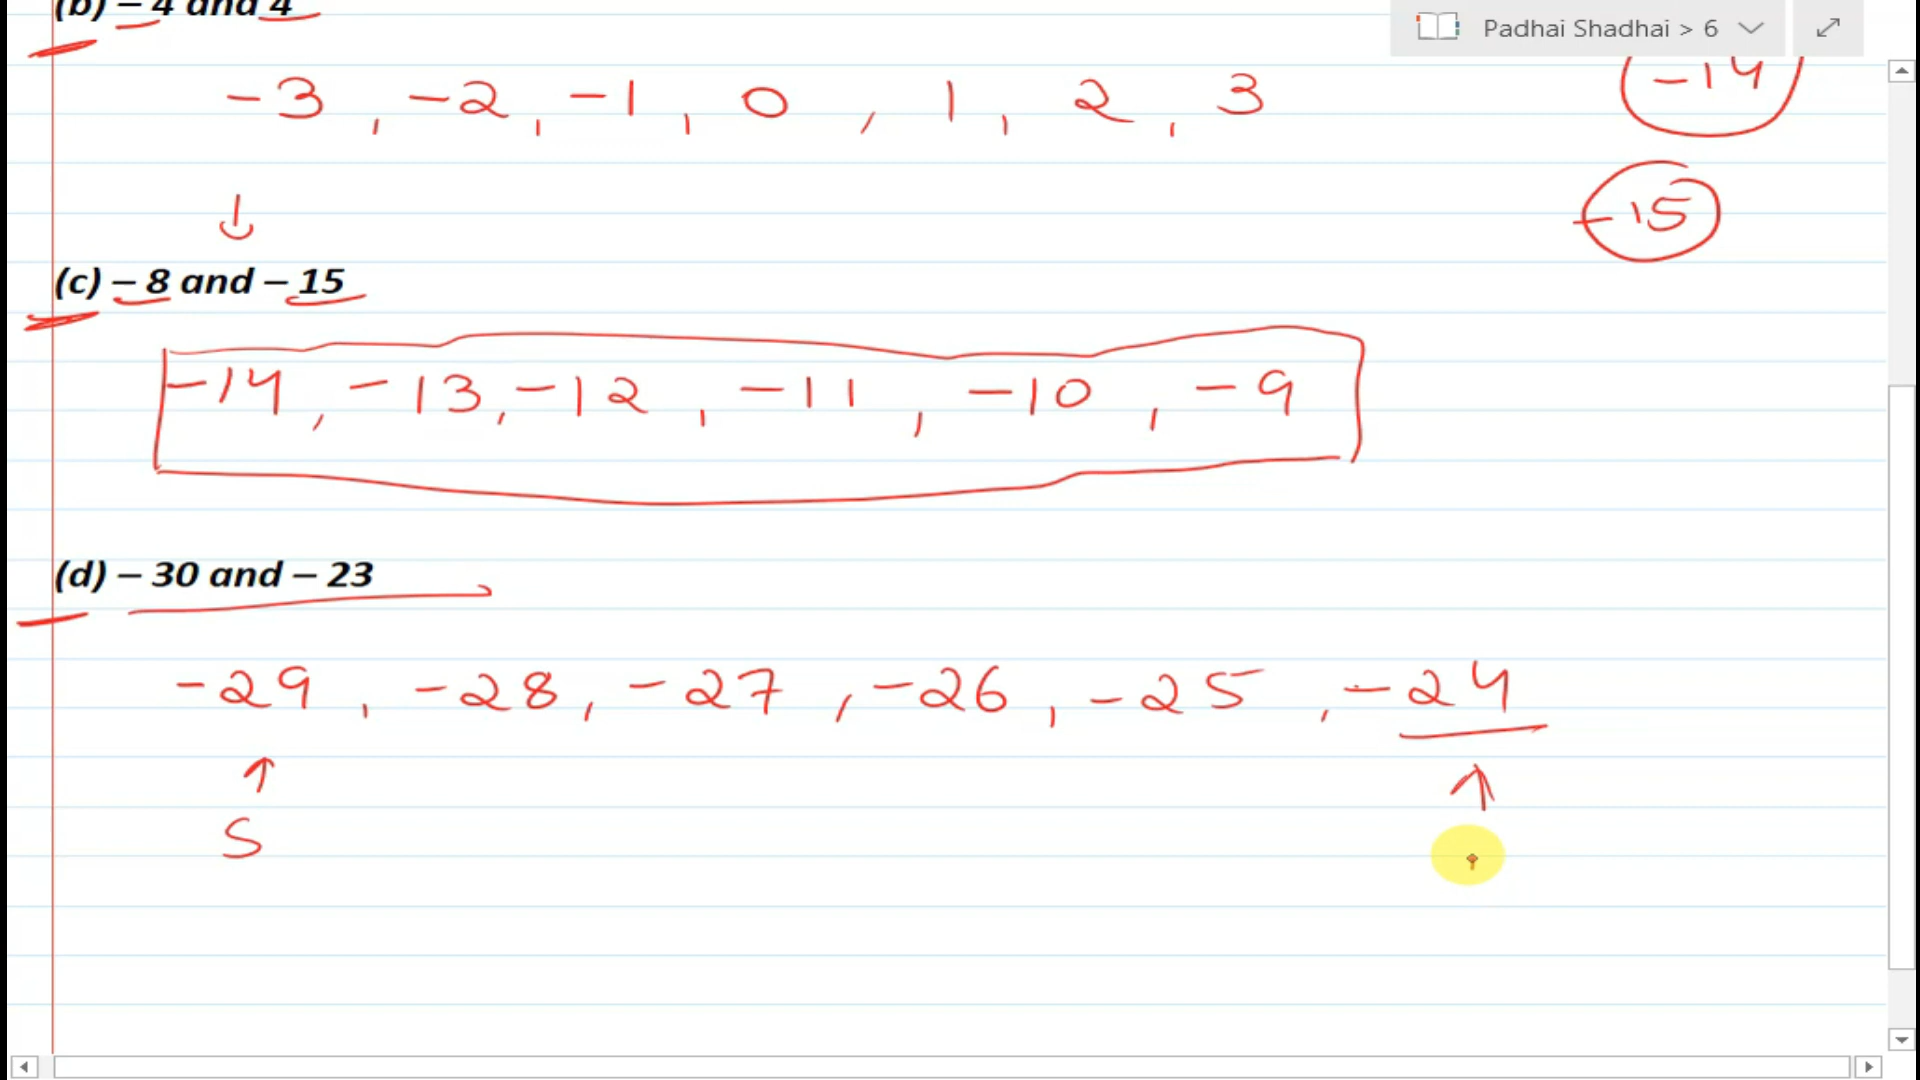 (b) – 4 and 4
Padhai Shadhai > 6
-14
-3 , -2 , -1 , 0 , 1 , 2 , 3
-15
(c) – 8 and – 15
-14 , -13 , -12 , -11 , -10 , -9
(d) – 30 and – 23
-29 , -28 , -27 , -26 , -25 , -24
S